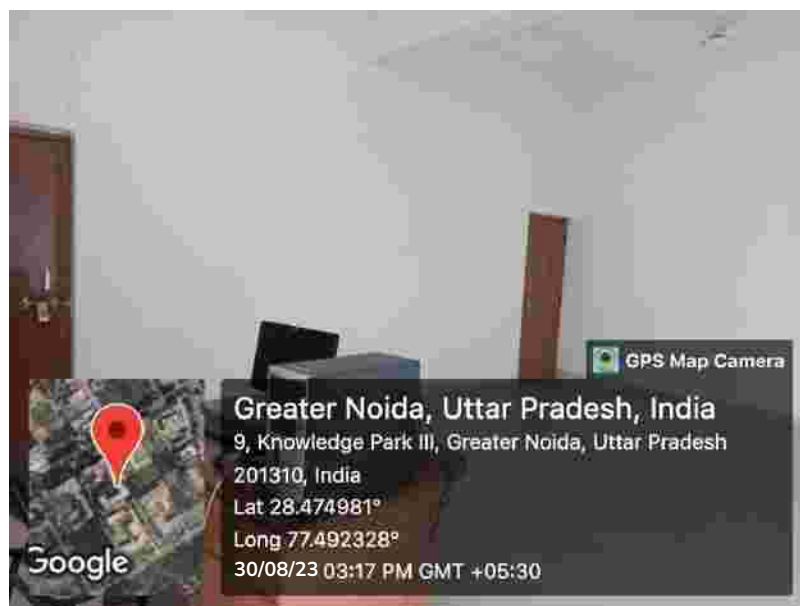 GPS Map Camera
Greater Noida, Uttar Pradesh, India
9, Knowledge Park III, Greater Noida, Uttar Pradesh
201310, India
Lat 28.474981°
Long 77.492328°
30/08/23 03:17 PM GMT +05:30
Google